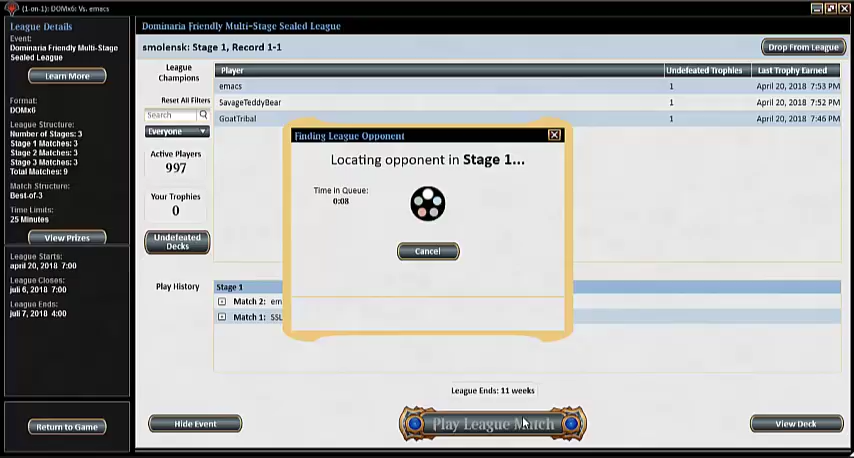 (1-on-1): DOMx6: Vs. emacs
League Details
Event:
Dominaria Friendly Multi-Stage
Sealed League
Learn More
Format:
DOMx6
League Structure:
Number of Stages: 3
Stage 1 Matches: 3
Stage 2 Matches: 3
Stage 3 Matches: 3
Total Matches: 9
Match Structure:
Best-of-3
Time Limits:
25 Minutes
View Prizes
League Starts:
april 20, 2018 7:00
League Closes:
juli 6, 2018 7:00
League Ends:
juli 7, 2018 4:00
Return to Game
Dominaria Friendly Multi-Stage Sealed League
smolensk: Stage 1, Record 1-1
Drop From League
League
Champions
Reset All Filters
Search
Everyone
Active Players
997
Your Trophies
0
Undefeated
Decks
Player Undefeated Trophies Last Trophy Earned
emacs 1 April 20, 2018 7:53 PM
SavageTeddyBear 1 April 20, 2018 7:52 PM
GoatTribal 1 April 20, 2018 7:46 PM
Finding League Opponent
Locating opponent in Stage 1...
Time In Queue:
0:08
Cancel
Play History
Stage 1
Match 2: em
Match 1: SSL
League Ends: 11 weeks
Hide Event
Play League Match
View Deck